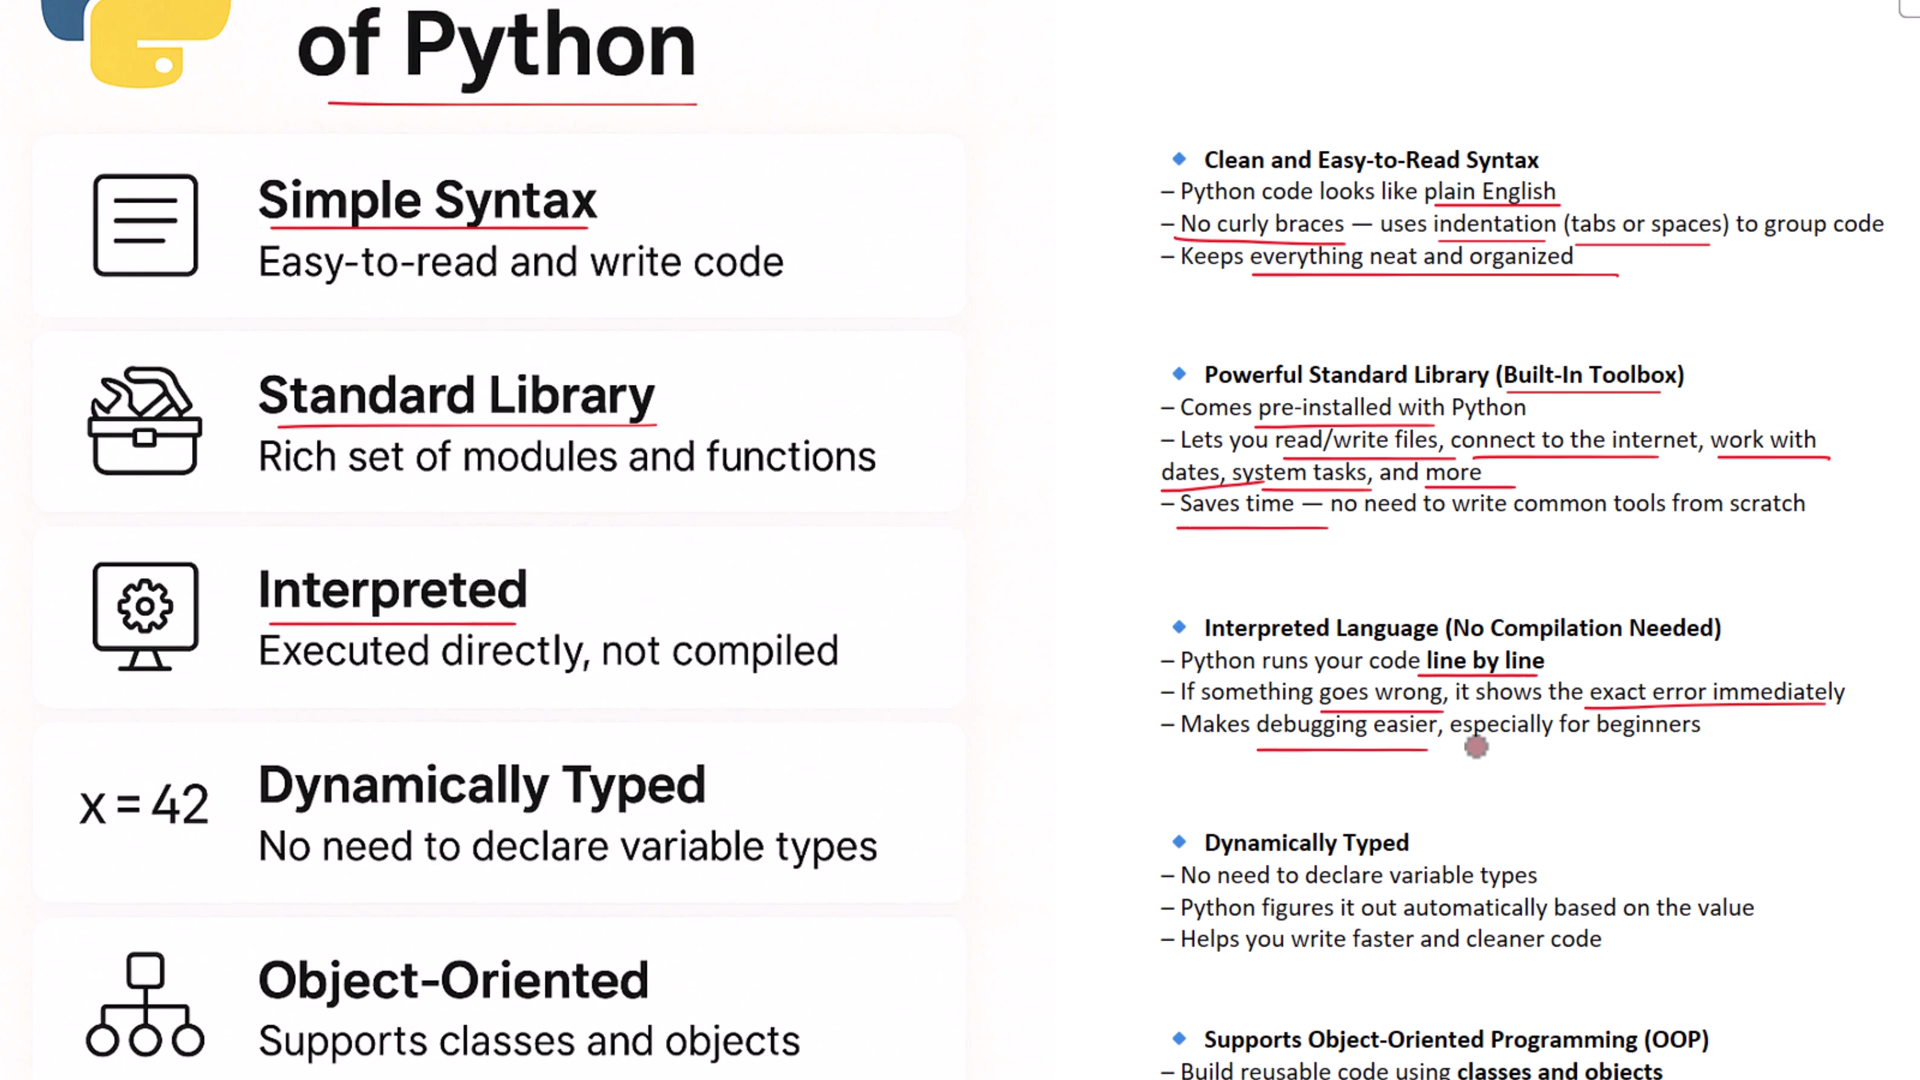 of Python
Simple Syntax
Easy-to-read and write code
Standard Library
Rich set of modules and functions
Interpreted
Executed directly, not compiled
x = 42
Dynamically Typed
No need to declare variable types
Object-Oriented
Supports classes and objects
Clean and Easy-to-Read Syntax
– Python code looks like plain English
– No curly braces — uses indentation (tabs or spaces) to group code
– Keeps everything neat and organized
Powerful Standard Library (Built-In Toolbox)
– Comes pre-installed with Python
– Lets you read/write files, connect to the internet, work with
dates, system tasks, and more
– Saves time — no need to write common tools from scratch
Interpreted Language (No Compilation Needed)
– Python runs your code line by line
– If something goes wrong, it shows the exact error immediately
– Makes debugging easier, especially for beginners
Dynamically Typed
– No need to declare variable types
– Python figures it out automatically based on the value
– Helps you write faster and cleaner code
Supports Object-Oriented Programming (OOP)
– Build reusable code using classes and objects